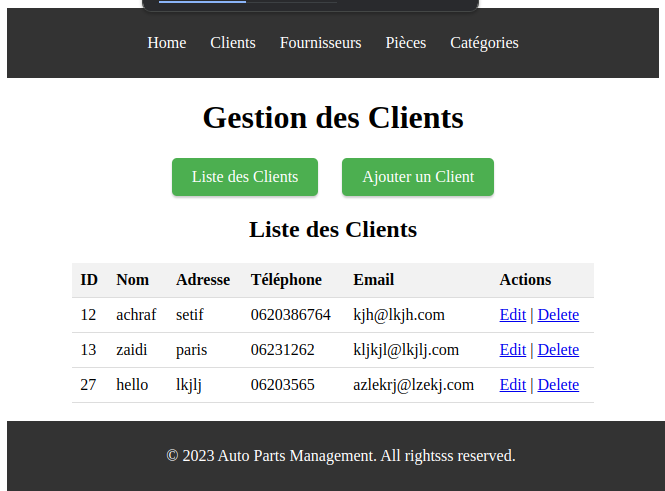 Home Clients Fournisseurs Pièces Catégories
Gestion des Clients
Liste des Clients Ajouter un Client
Liste des Clients
ID Nom Adresse Téléphone Email Actions
12 achraf setif 0620386764 kjh@lkjh.com Edit | Delete
13 zaidi paris 06231262 kljkjl@lkjlj.com Edit | Delete
27 hello lkjlj 06203565 azlekrj@lzekj.com Edit | Delete
© 2023 Auto Parts Management. All rightsss reserved.